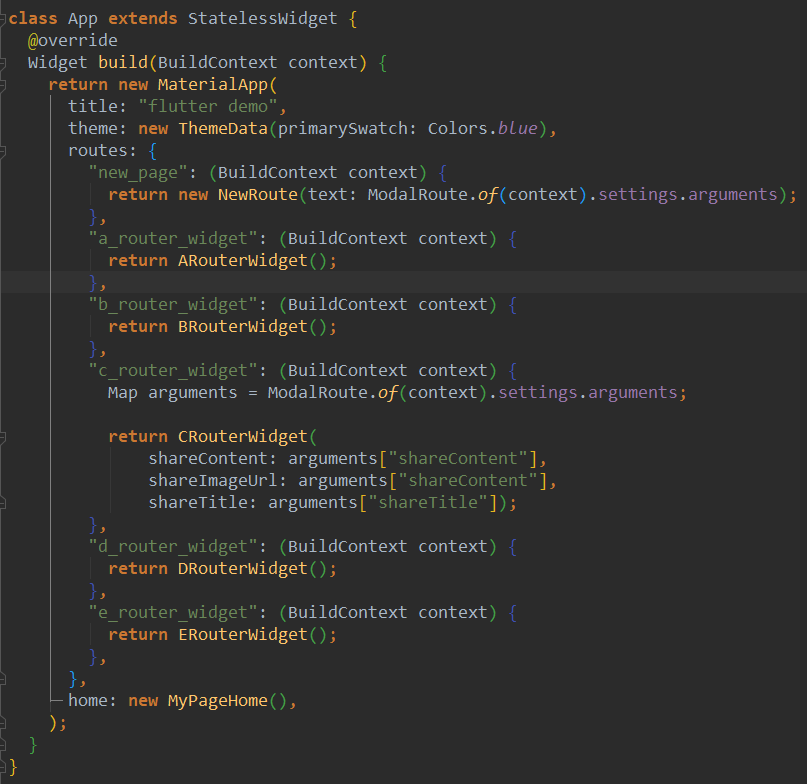 class App extends StatelessWidget {
  @override
  Widget build(BuildContext context) {
    return new MaterialApp(
      title: "flutter demo",
      theme: new ThemeData(primarySwatch: Colors.blue),
      routes: {
        "new_page": (BuildContext context) {
          return new NewRoute(text: ModalRoute.of(context).settings.arguments);
        },
        "a_router_widget": (BuildContext context) {
          return ARouterWidget();
        },
        "b_router_widget": (BuildContext context) {
          return BRouterWidget();
        },
        "c_router_widget": (BuildContext context) {
          Map arguments = ModalRoute.of(context).settings.arguments;

          return CRouterWidget(
              shareContent: arguments["shareContent"],
              shareImageUrl: arguments["shareContent"],
              shareTitle: arguments["shareTitle"]);
        },
        "d_router_widget": (BuildContext context) {
          return DRouterWidget();
        },
        "e_router_widget": (BuildContext context) {
          return ERouterWidget();
        },
      },
      home: new MyPageHome(),
    );
  }
}